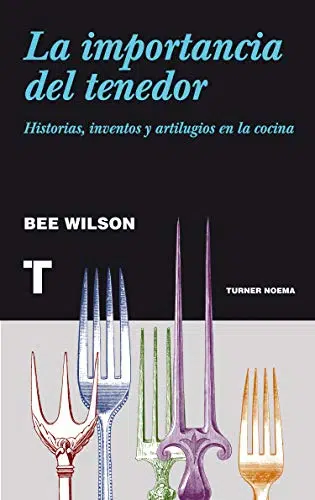 La importancia
del tenedor
Historias, inventos y artilugios en la cocina
BEE WILSON
T
TURNER NOEMA